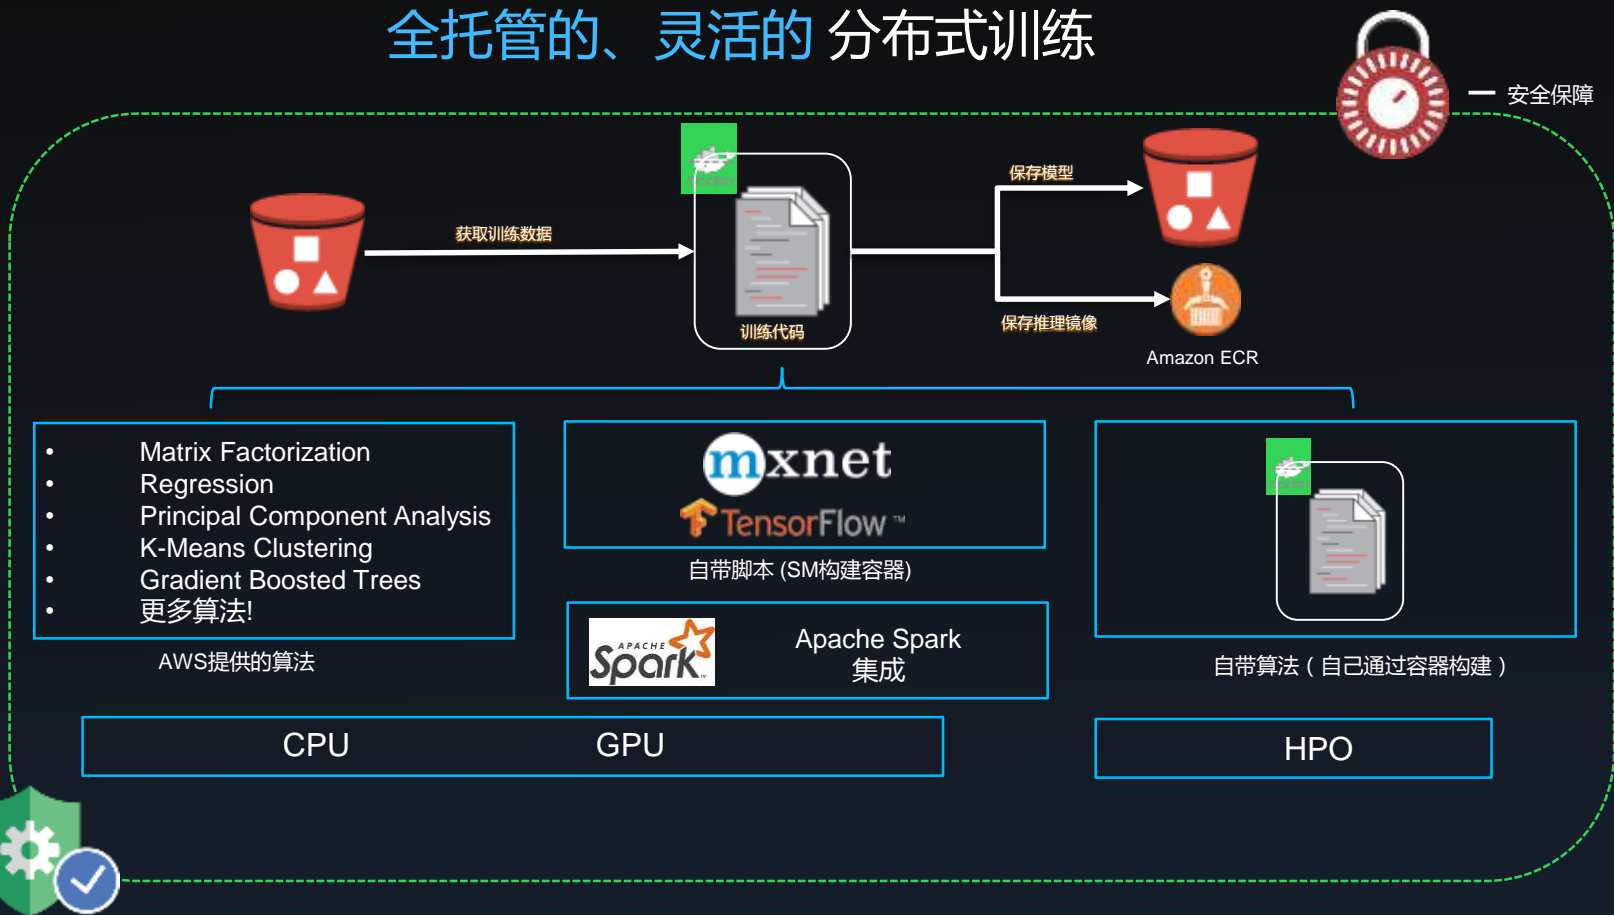 全托管的、灵活的 分布式训练
安全保障
保存模型
获取训练数据
训练代码
保存推理镜像
Amazon ECR
• Matrix Factorization
• Regression
• Principal Component Analysis
• K-Means Clustering
• Gradient Boosted Trees
• 更多算法!
AWS提供的算法
mxnet
TensorFlow ™
自带脚本 (SM构建容器)
APACHE
Spark
Apache Spark
集成
自带算法（自己通过容器构建）
CPU
GPU
HPO